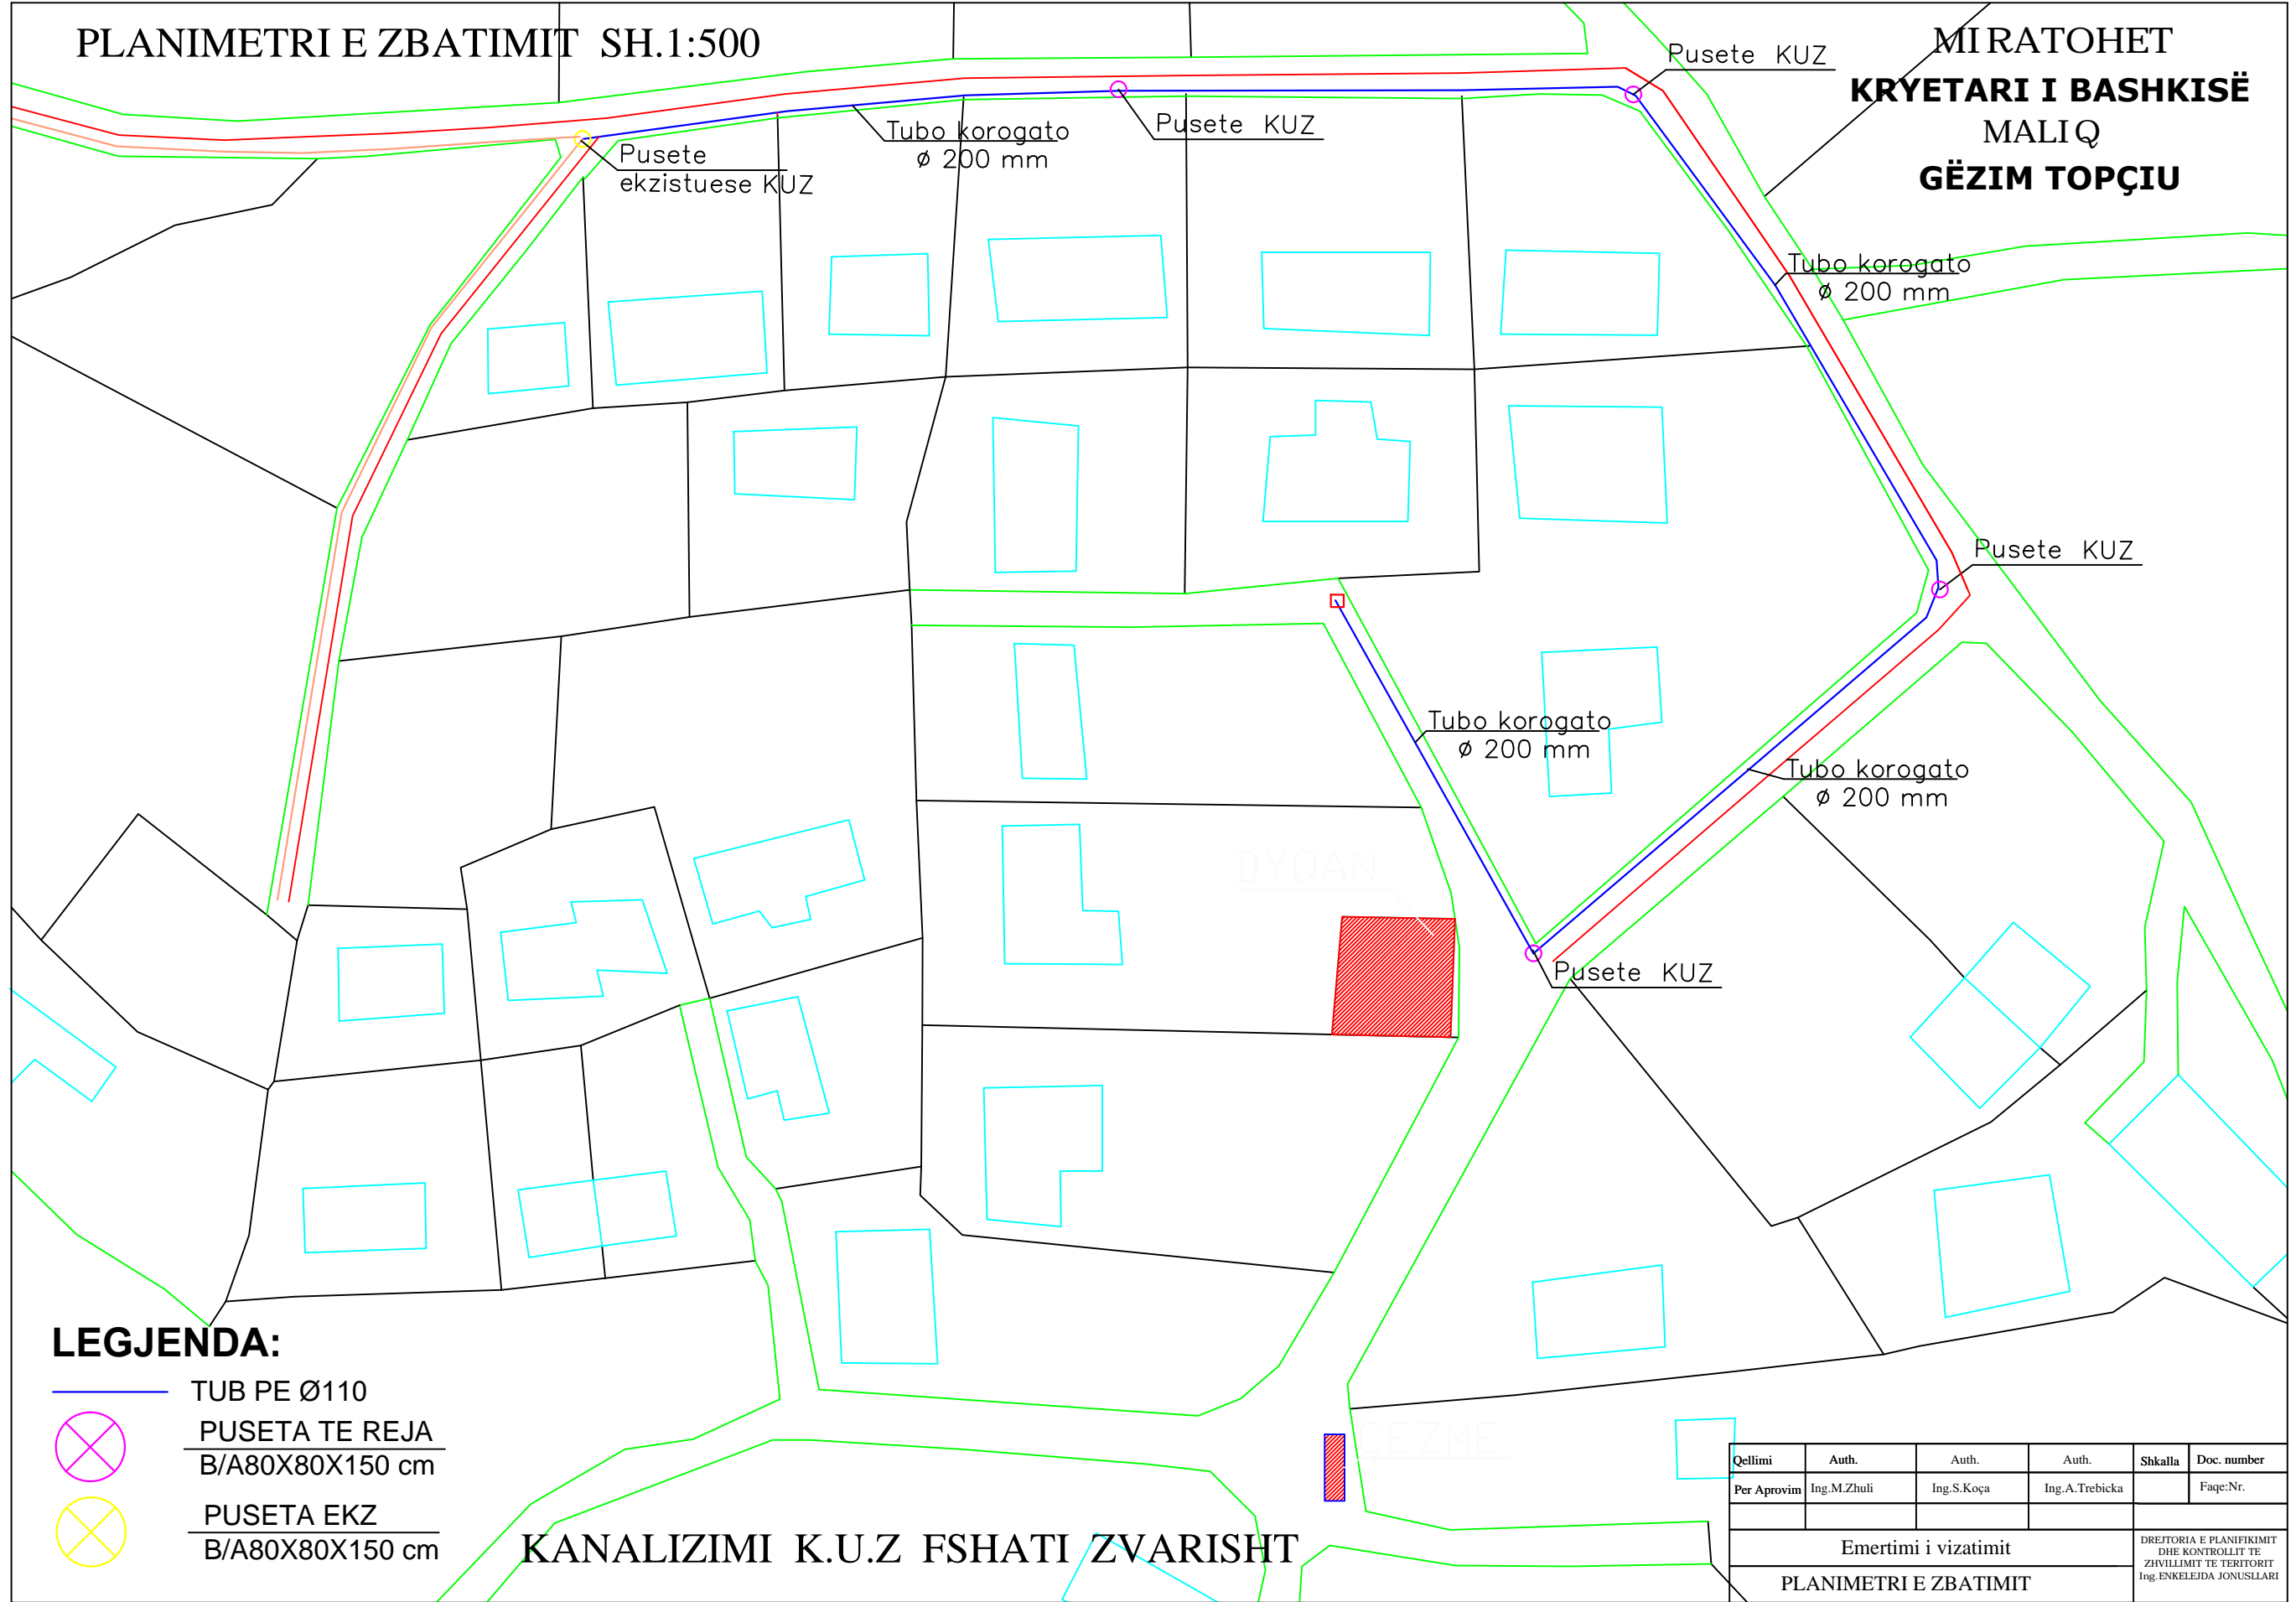 PLANIMETRI E ZBATIMIT SH.1:500
MIRATOHET
KRYETARI I BASHKISË
MALIQ
GËZIM TOPÇIU
Pusete KUZ
Tubo korogato
ø 200 mm
Pusete KUZ
Pusete
ekzistuese KUZ
Tubo korogato
ø 200 mm
Pusete KUZ
Tubo korogato
ø 200 mm
Tubo korogato
ø 200 mm
DYQAN
Pusete KUZ
LEGJENDA:
TUB PE Ø110
PUSETA TE REJA
B/A80X80X150 cm
PUSETA EKZ
B/A80X80X150 cm
KANALIZIMI K.U.Z FSHATI ZVARISHT
Qellimi Auth. Auth. Auth. Shkalla Doc. number
Per Aprovim Ing.M.Zhuli Ing.S.Koça Ing.A.Trebicka Faqe:Nr.
Emertimi i vizatimit
PLANIMETRI E ZBATIMIT
DREJTORIA E PLANIFIKIMIT
DHE KONTROLLIT TE
ZHVILLIMIT TE TERITORIT
Ing.ENKELEJDA JONUSLLARI